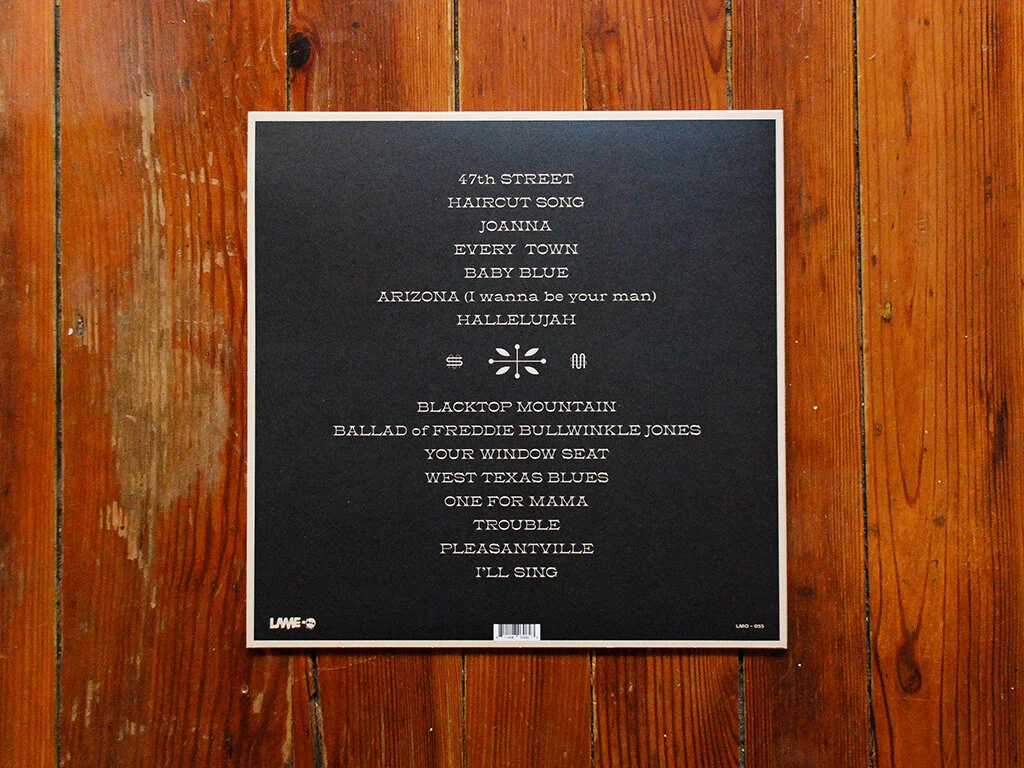 47th STREET
HAIRCUT SONG
JOANNA
EVERY TOWN
BABY BLUE
ARIZONA (I wanna be your man)
HALLELUJAH
S M
BLACKTOP MOUNTAIN
BALLAD of FREDDIE BULLWINKLE JONES
YOUR WINDOW SEAT
WEST TEXAS BLUES
ONE FOR MAMA
TROUBLE
PLEASANTVILLE
I'LL SING
LMO - 055